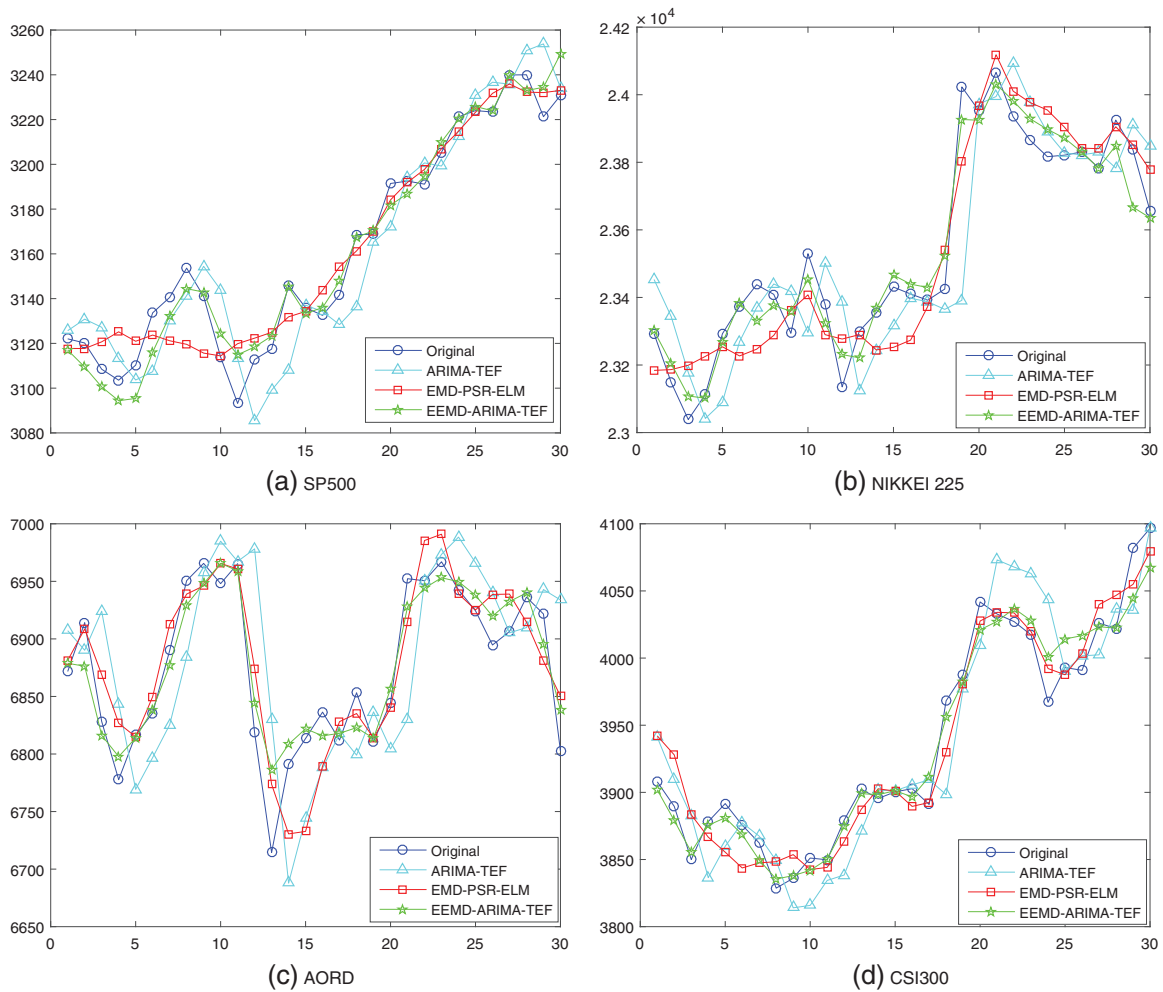 3260
3240
3220
3200
3180
3160
3140
3120
3100
3080
0 5 10 15 20 25 30
Original
ARIMA-TEF
EMD-PSR-ELM
EEMD-ARIMA-TEF
(a) SP500
× 10⁴
2.42
2.4
2.38
2.36
2.34
2.32
2.3
0 5 10 15 20 25 30
Original
ARIMA-TEF
EMD-PSR-ELM
EEMD-ARIMA-TEF
(b) NIKKEI 225
7000
6950
6900
6850
6800
6750
6700
6650
0 5 10 15 20 25 30
Original
ARIMA-TEF
EMD-PSR-ELM
EEMD-ARIMA-TEF
(c) AORD
4100
4050
4000
3950
3900
3850
3800
0 5 10 15 20 25 30
Original
ARIMA-TEF
EMD-PSR-ELM
EEMD-ARIMA-TEF
(d) CSI300